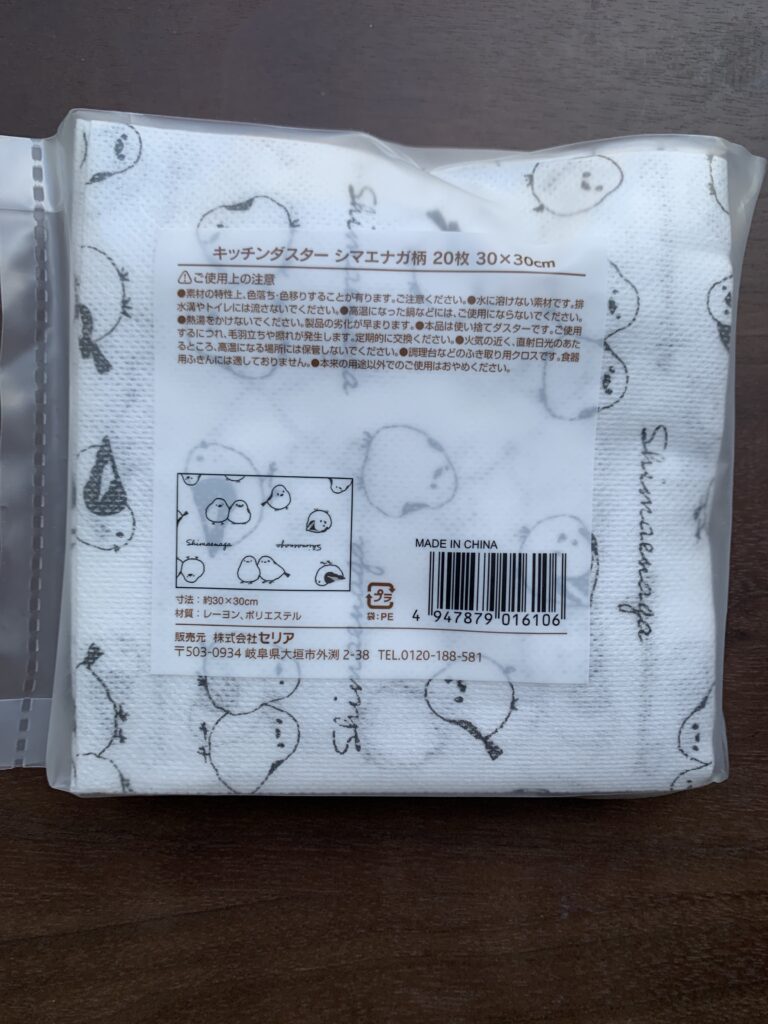 キッチンダスター シマエナガ柄 20枚 30×30cm
⚠ご使用上の注意
●素材の特性上、色落ち・色移りすることが有ります。ご注意ください。●水に溶けない素材です。排
水溝やトイレには流さないでください。●高温になった鍋などには、ご使用にならないでください。
●熱湯をかけないでください。製品の劣化が早まります。●本品は使い捨てダスターです。ご使用
するにつれ、毛羽立ちや擦れが発生します。定期的に交換ください。●火気の近く、直射日光のあた
るところ、高温になる場所には保管しないでください。●調理台などのふき取り用クロスです。食器
用ふきんには適しておりません。●本来の用途以外でのご使用はおやめください。
Shimaenaga
Shimaenaga
Shimaenaga
MADE IN CHINA
プラ
袋:PE
4 947879 016106
寸法:約30×30cm
材質:レーヨン、ポリエステル
販売元 株式会社セリア
〒503-0934 岐阜県大垣市外渕 2-38 TEL.0120-188-581